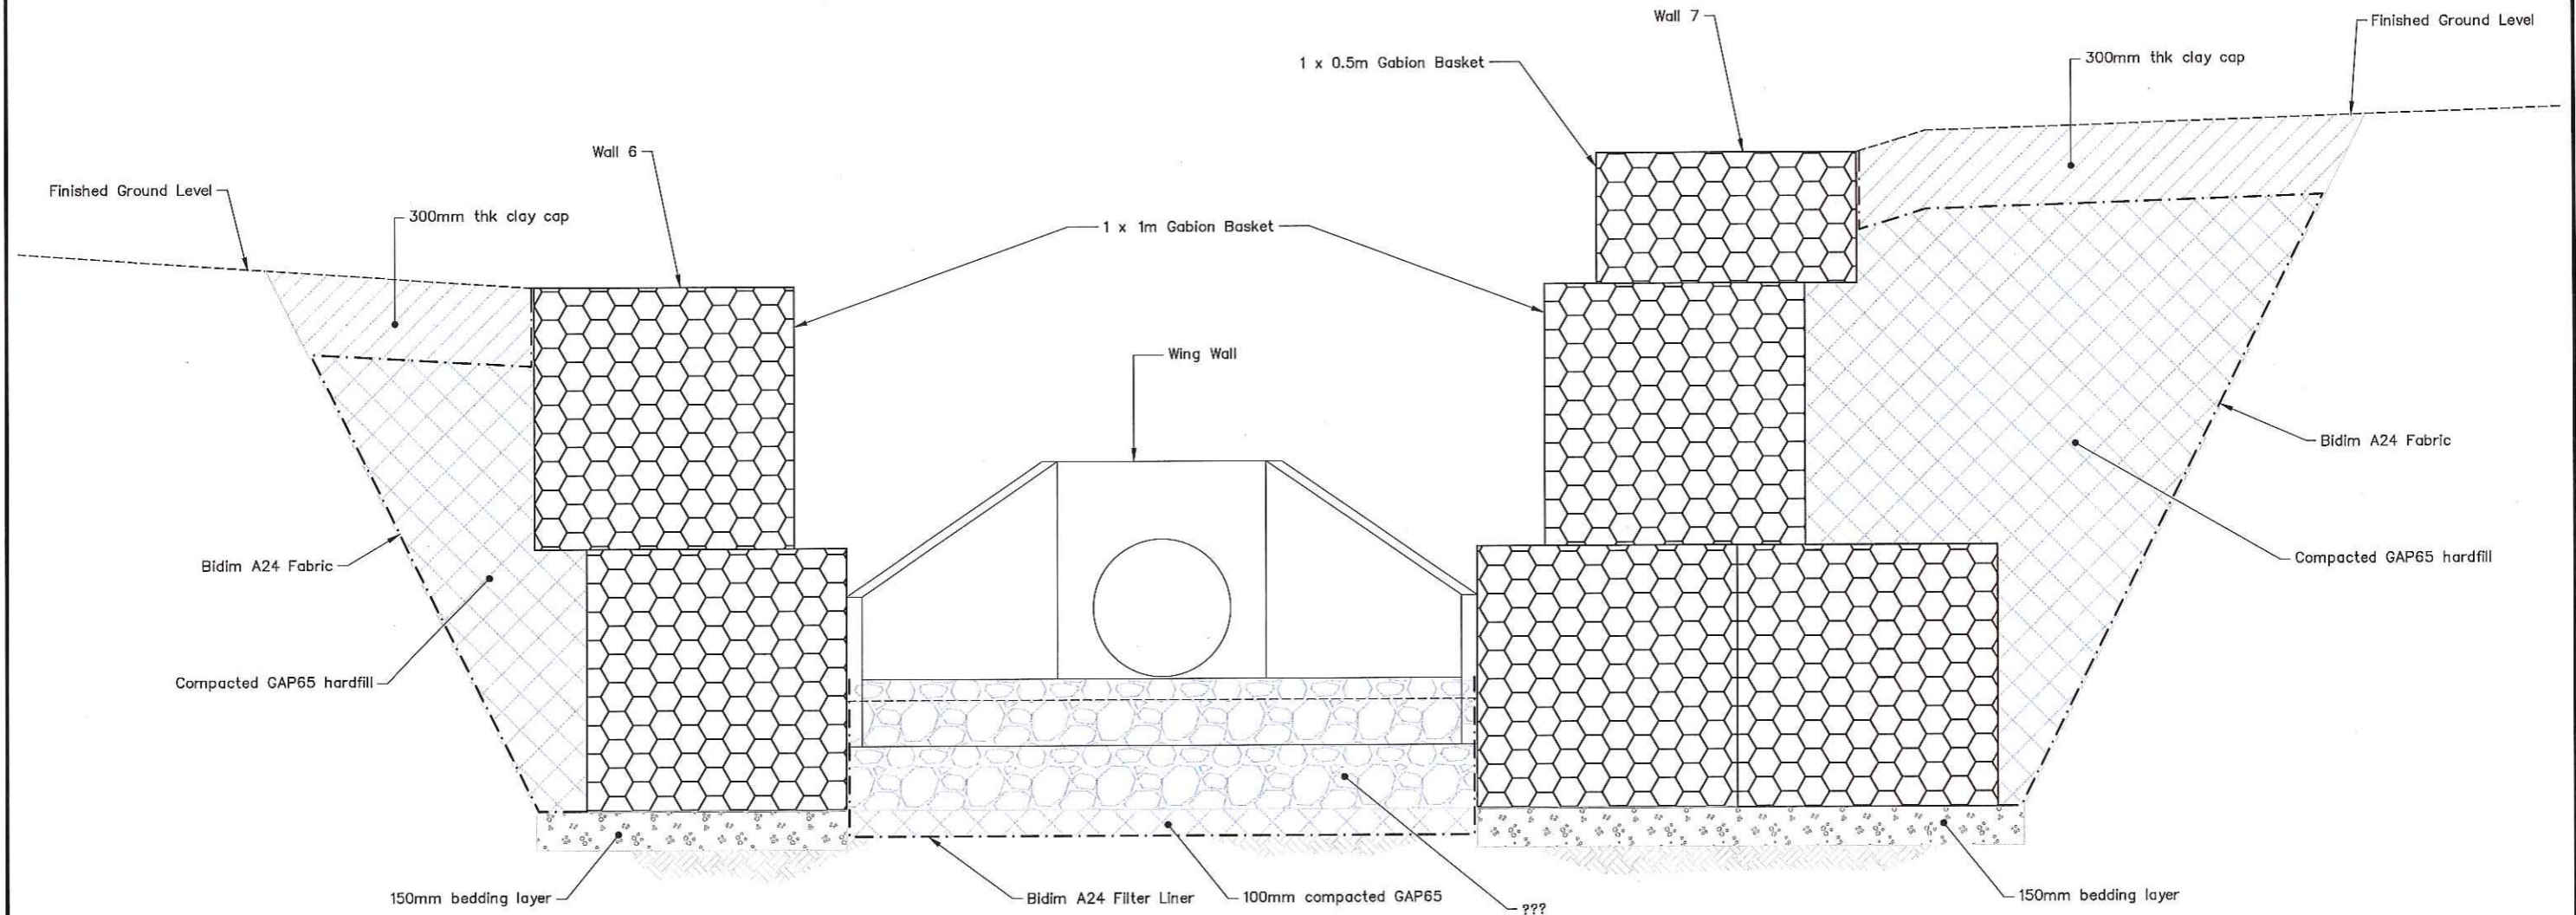 Wall 7
Finished Ground Level
1 x 0.5m Gabion Basket
300mm thk clay cap
Wall 6
Finished Ground Level
300mm thk clay cap
1 x 1m Gabion Basket
Wing Wall
Bidim A24 Fabric
Bidim A24 Fabric
Compacted GAP65 hardfill
Compacted GAP65 hardfill
150mm bedding layer
Bidim A24 Filter Liner
100mm compacted GAP65
???
150mm bedding layer